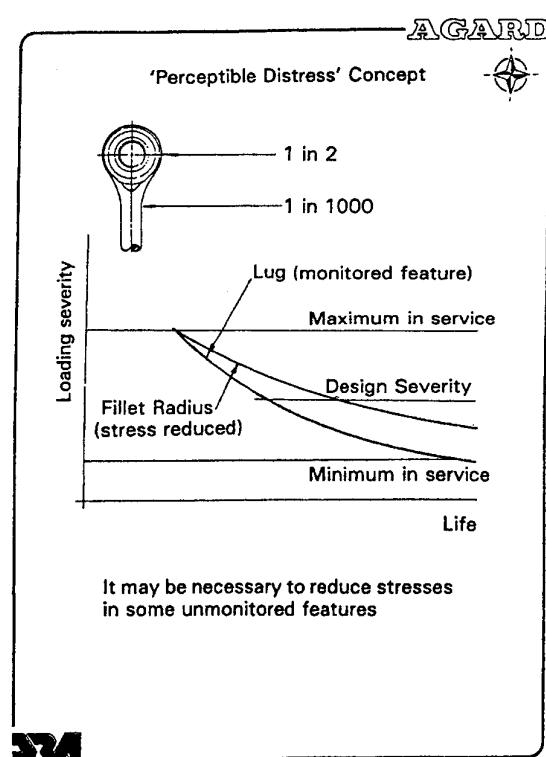 AGARD
'Perceptible Distress' Concept
1 in 2
1 in 1000
Lug (monitored feature)
Maximum in service
Loading severity
Design Severity
Fillet Radius
(stress reduced)
Minimum in service
Life
It may be necessary to reduce stresses
in some unmonitored features